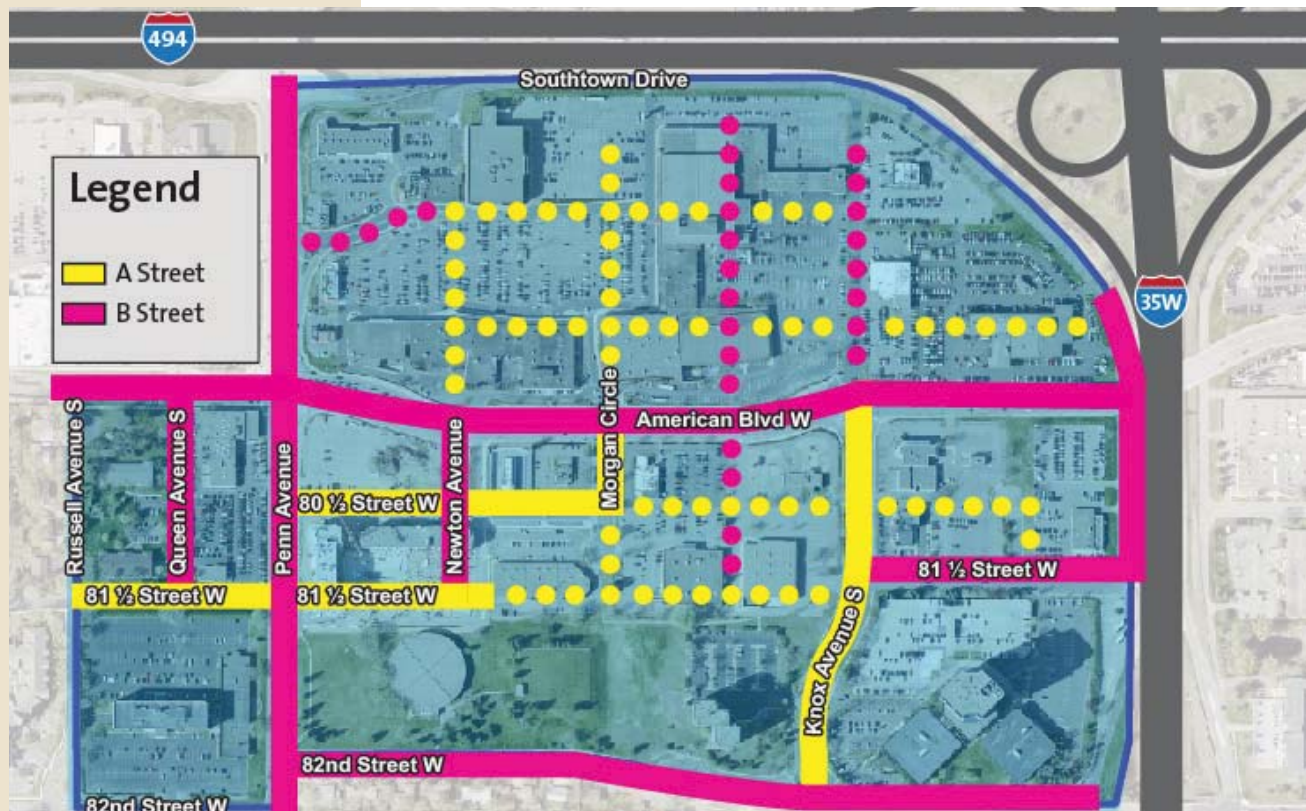 494
Southtown Drive
Legend
A Street
B Street
35W
Russell Avenue S
Queen Avenue S
Penn Avenue
Newton Avenue
Morgan Circle
American Blvd W
80 ½ Street W
81 ½ Street W
81 ½ Street W
81 ½ Street W
Knox Avenue S
82nd Street W
82nd Street W